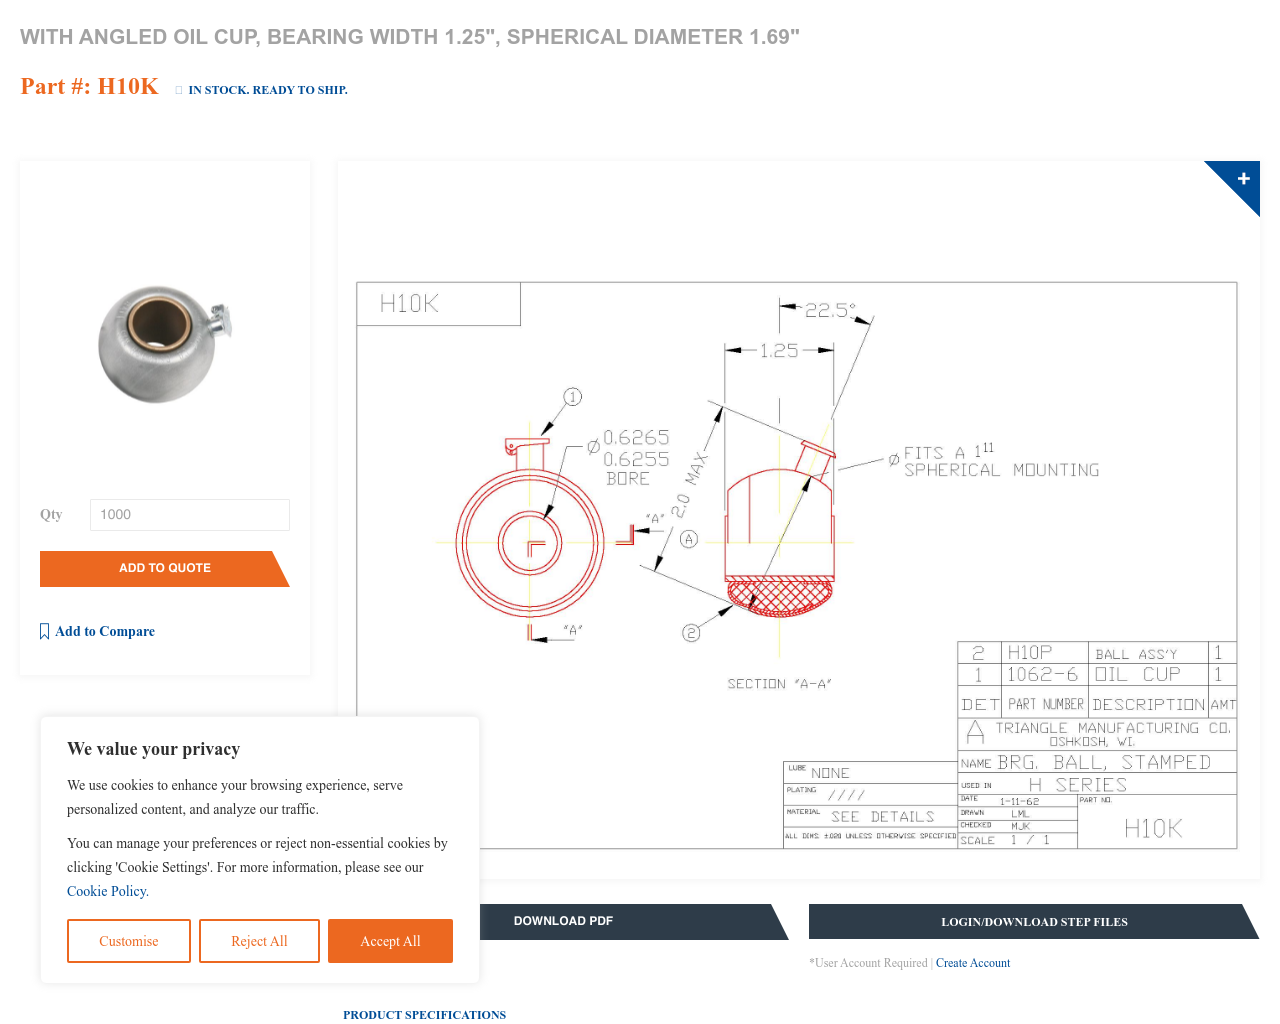 WITH ANGLED OIL CUP, BEARING WIDTH 1.25", SPHERICAL DIAMETER 1.69"
Part #: H10K
IN STOCK. READY TO SHIP.
+
Qty
1000
ADD TO QUOTE
Add to Compare
H10K
22.5°
1.25
1
Ø 0.6265
0.6255
BORE
2.0 MAX
Ø FITS A 1 11
SPHERICAL MOUNTING
"A"
A
2
"A"
SECTION "A-A"
2 H10P BALL ASS'Y 1
1 1062-6 OIL CUP 1
DET PART NUMBER DESCRIPTION AMT
A TRIANGLE MANUFACTURING CO.
OSHKOSH, WI.
NAME BRG. BALL, STAMPED
USED IN H SERIES
DATE 1-11-62
DRAWN LML
CHECKED MJK
SCALE 1 / 1
PART NO.
H10K
LUBE NONE
PLATING ////
MATERIAL SEE DETAILS
ALL DIMS. ±.020 UNLESS OTHERWISE SPECIFIED
We value your privacy
We use cookies to enhance your browsing experience, serve
personalized content, and analyze our traffic.
You can manage your preferences or reject non-essential cookies by
clicking 'Cookie Settings'. For more information, please see our
Cookie Policy.
Customise
Reject All
Accept All
DOWNLOAD PDF
LOGIN/DOWNLOAD STEP FILES
*User Account Required | Create Account
PRODUCT SPECIFICATIONS